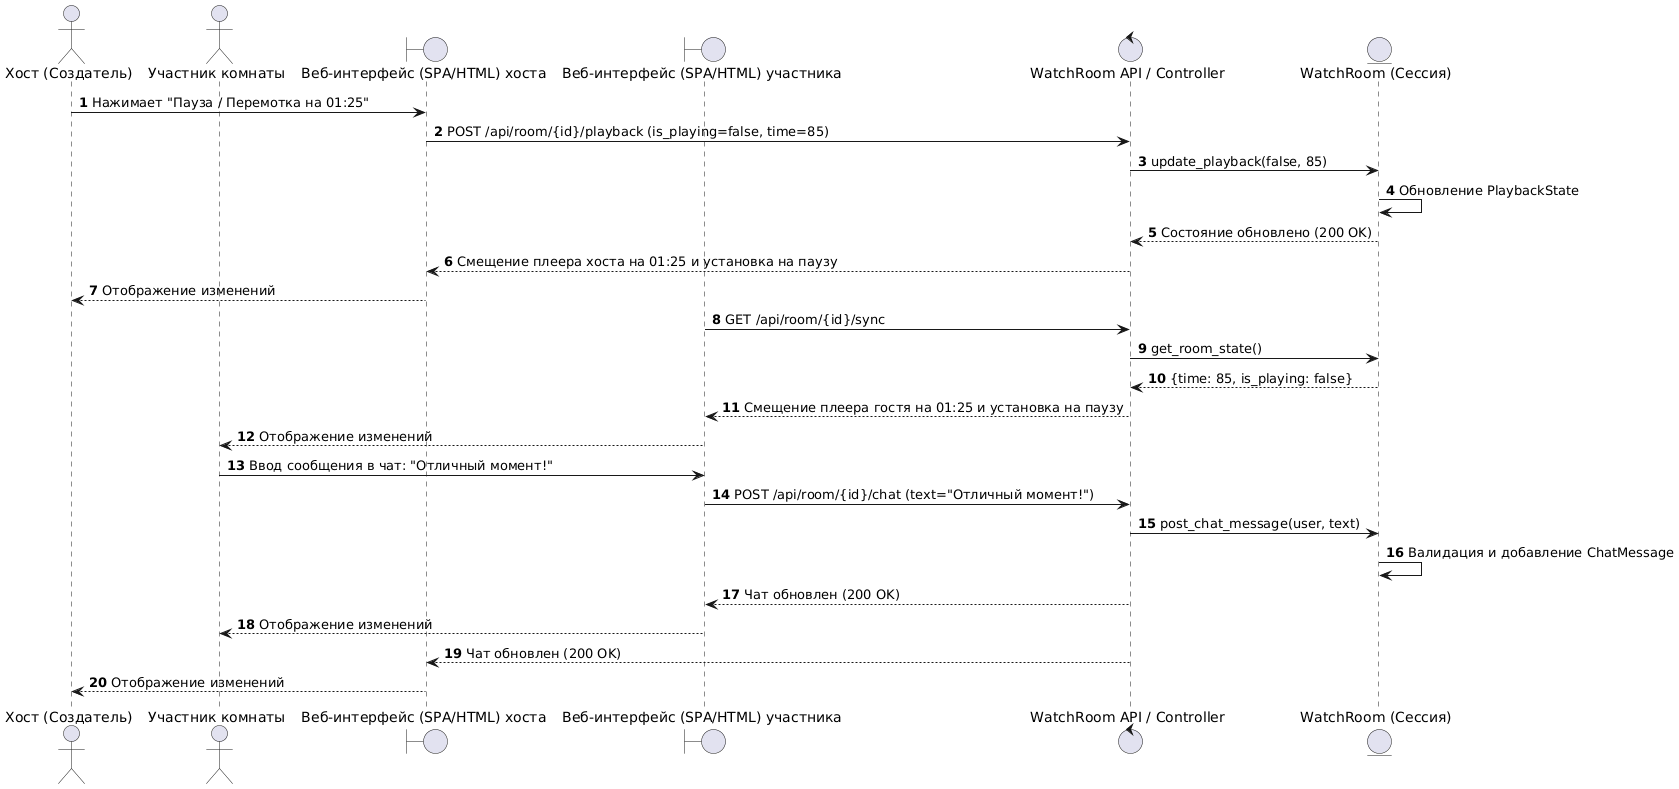 Хост (Создатель)
Участник комнаты
Веб-интерфейс (SPA/HTML) хоста
Веб-интерфейс (SPA/HTML) участника
WatchRoom API / Controller
WatchRoom (Сессия)
1 Нажимает "Пауза / Перемотка на 01:25"
2 POST /api/room/{id}/playback (is_playing=false, time=85)
3 update_playback(false, 85)
4 Обновление PlaybackState
5 Состояние обновлено (200 OK)
6 Смещение плеера хоста на 01:25 и установка на паузу
7 Отображение изменений
8 GET /api/room/{id}/sync
9 get_room_state()
10 {time: 85, is_playing: false}
11 Смещение плеера гостя на 01:25 и установка на паузу
12 Отображение изменений
13 Ввод сообщения в чат: "Отличный момент!"
14 POST /api/room/{id}/chat (text="Отличный момент!")
15 post_chat_message(user, text)
16 Валидация и добавление ChatMessage
17 Чат обновлен (200 OK)
18 Отображение изменений
19 Чат обновлен (200 OK)
20 Отображение изменений
Хост (Создатель)
Участник комнаты
Веб-интерфейс (SPA/HTML) хоста
Веб-интерфейс (SPA/HTML) участника
WatchRoom API / Controller
WatchRoom (Сессия)